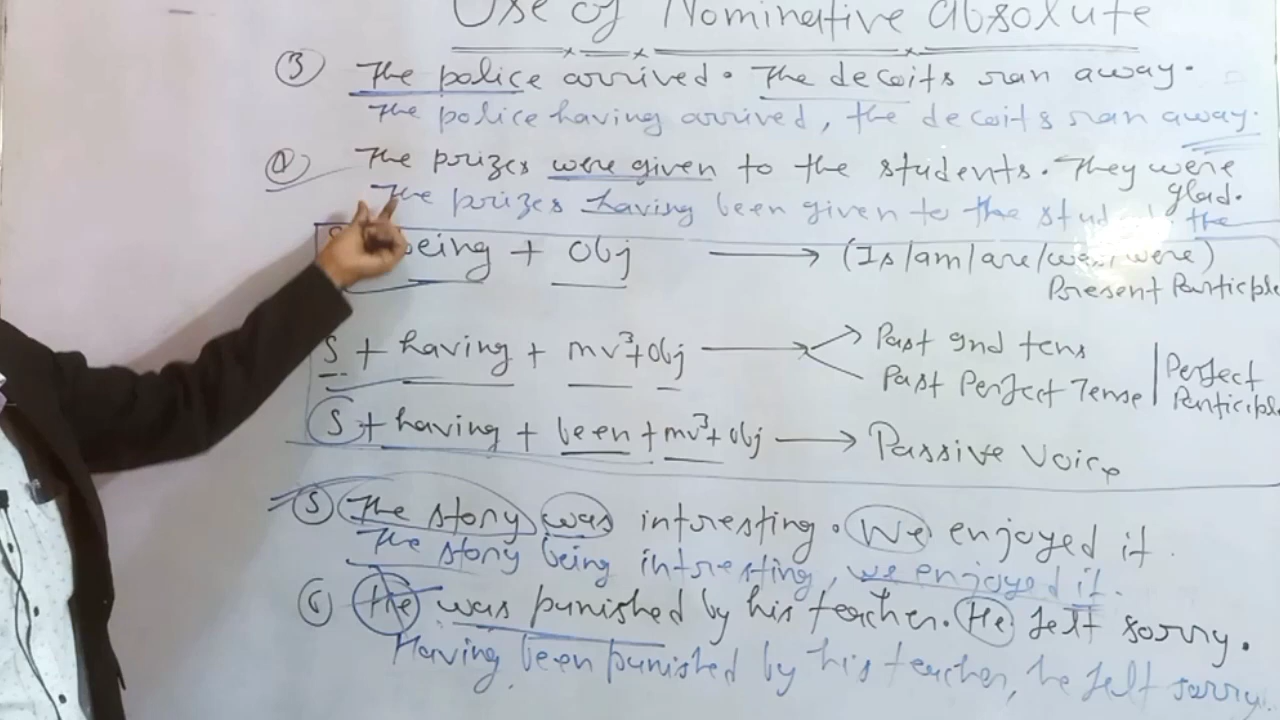 Use of Nominative Absolute
3 The police arrived. The decoits ran away.
The police having arrived, the decoits ran away.
The prizes were given to the students. They were glad.
The prizes having been given to the the
being + Obj → (Is/am/are/was/were)
Present Participle
S + having + mv³+obj → Past gnd tens
Past Perfect Tense
Perfect Participle
S + having + been + mv³+ obj → Passive Voice
5 The story was interesting. We enjoyed it.
The story being interesting, we enjoyed it.
6 He was punished by his teacher. He felt sorry.
Having been punished by his teacher, he felt sorry.